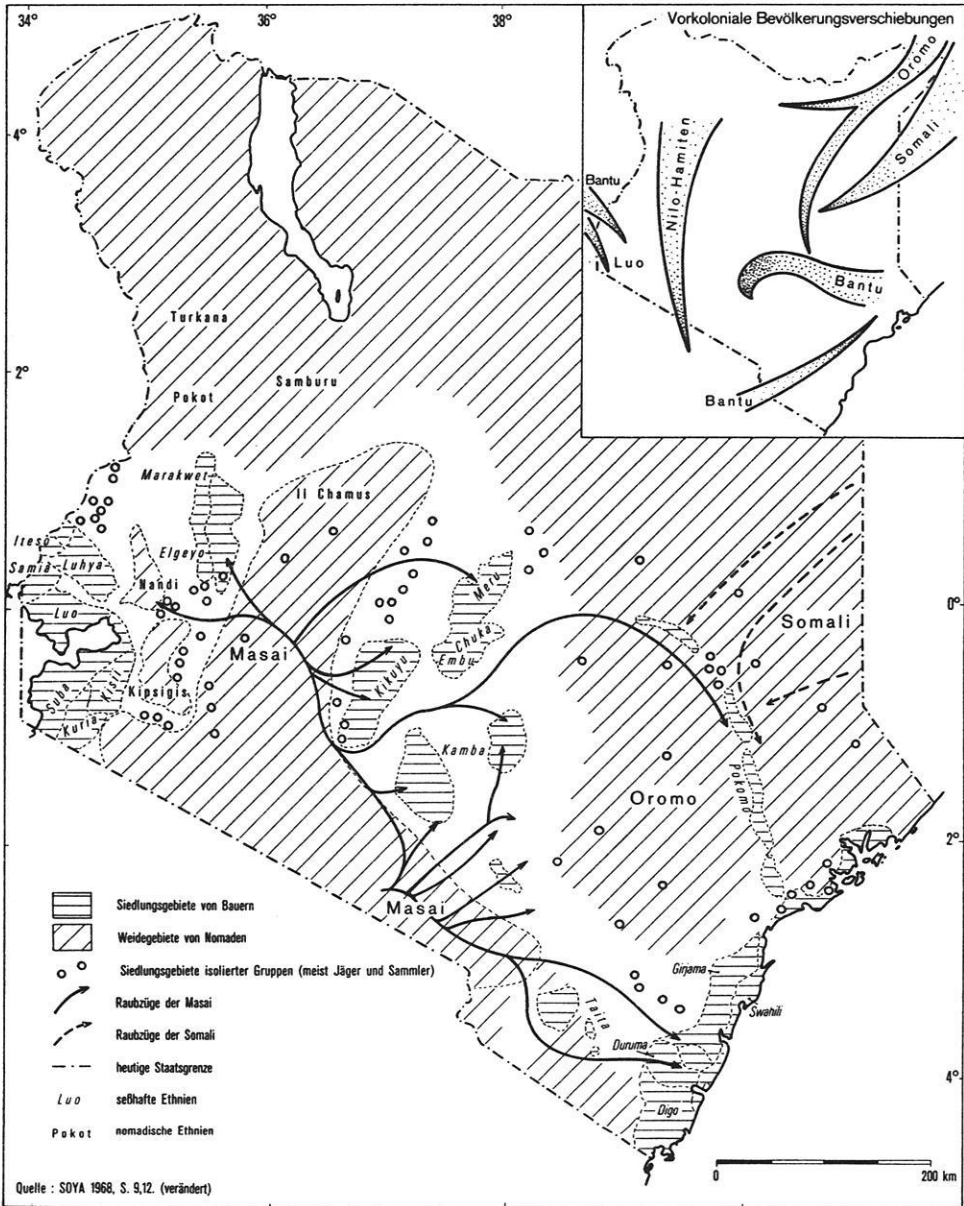 34°
36°
38°
Vorkoloniale Bevölkerungsverschiebungen
Oromo
Somali
Nilo-Hamiten
Bantu
Luo
Bantu
Bantu
4°
2°
Turkana
Samburu
Pokot
Marakwet
Il Chamus
Iteso
Elgeyo
Samia
Luhya
Nandi
Meru
0°
Luo
Masai
Chuka
Embu
Somali
Kikuyu
Suba
Kisii
Kipsigis
Kuria
Kamba
Pokomo
Oromo
2°
Masai
Siedlungsgebiete von Bauern
Weidegebiete von Nomaden
Siedlungsgebiete isolierter Gruppen (meist Jäger und Sammler)
Giriama
Raubzüge der Masai
Taita
Swahili
Raubzüge der Somali
Duruma
heutige Staatsgrenze
4°
Luo seßhafte Ethnien
Digo
Pokot nomadische Ethnien
0 200 km
Quelle : SOYA 1968, S. 9,12. (verändert)